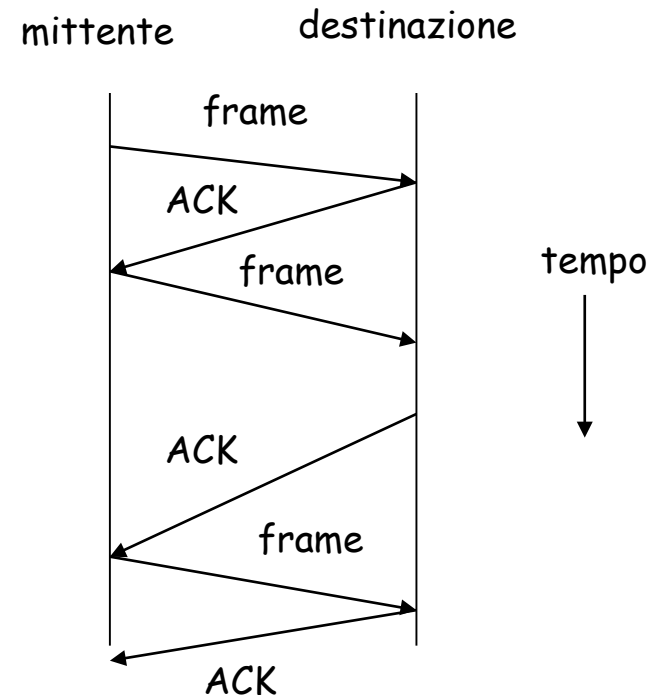 mittente
destinazione
frame
ACK
frame
tempo
ACK
frame
ACK